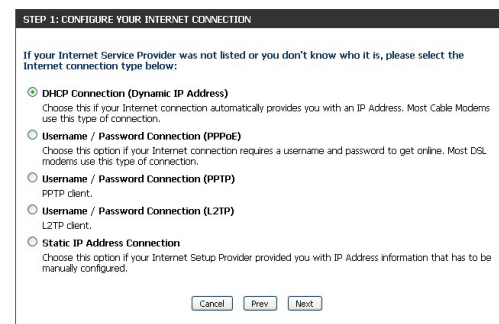 STEP 1: CONFIGURE YOUR INTERNET CONNECTION
If your Internet Service Provider was not listed or you don't know who it is, please select the
Internet connection type below:
DHCP Connection (Dynamic IP Address)
Choose this if your Internet connection automatically provides you with an IP Address. Most Cable Modems
use this type of connection.
Username / Password Connection (PPPoE)
Choose this option if your Internet connection requires a username and password to get online. Most DSL
modems use this type of connection.
Username / Password Connection (PPTP)
PPTP client.
Username / Password Connection (L2TP)
L2TP client.
Static IP Address Connection
Choose this option if your Internet Setup Provider provided you with IP Address information that has to be
manually configured.
Cancel Prev Next